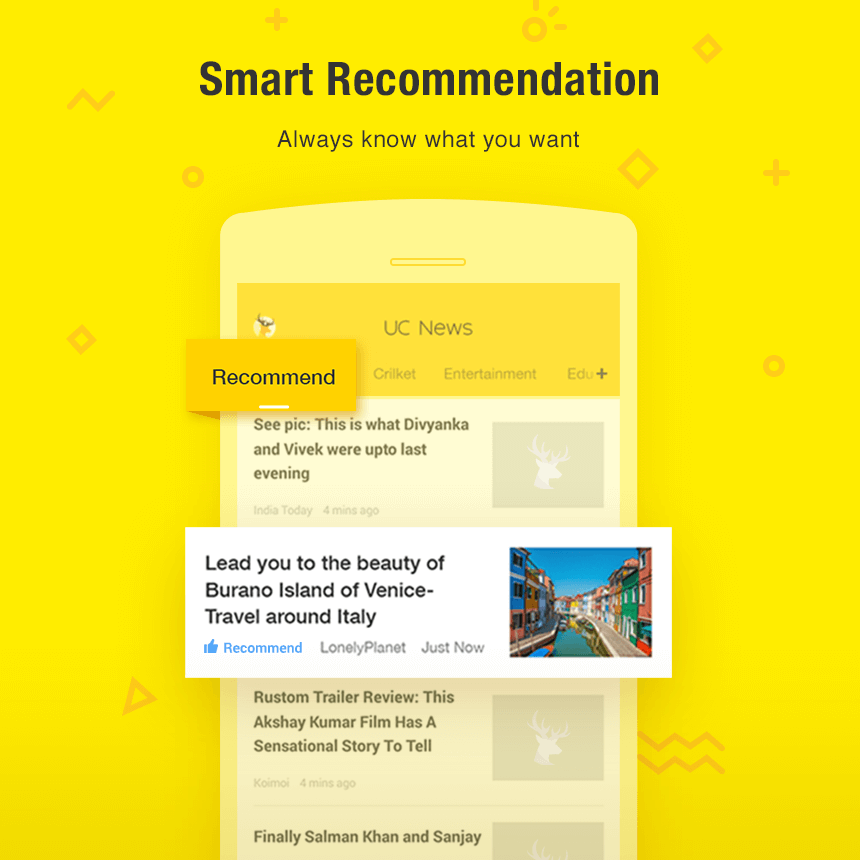 Smart Recommendation
Always know what you want
UC News
Recommend
Crilket Entertainment Edu
See pic: This is what Divyanka
and Vivek were upto last
evening
India Today 4 mins ago
Lead you to the beauty of
Burano Island of Venice-
Travel around Italy
Recommend LonelyPlanet Just Now
Rustom Trailer Review: This
Akshay Kumar Film Has A
Sensational Story To Tell
Koimoi 4 mins ago
Finally Salman Khan and Sanjay